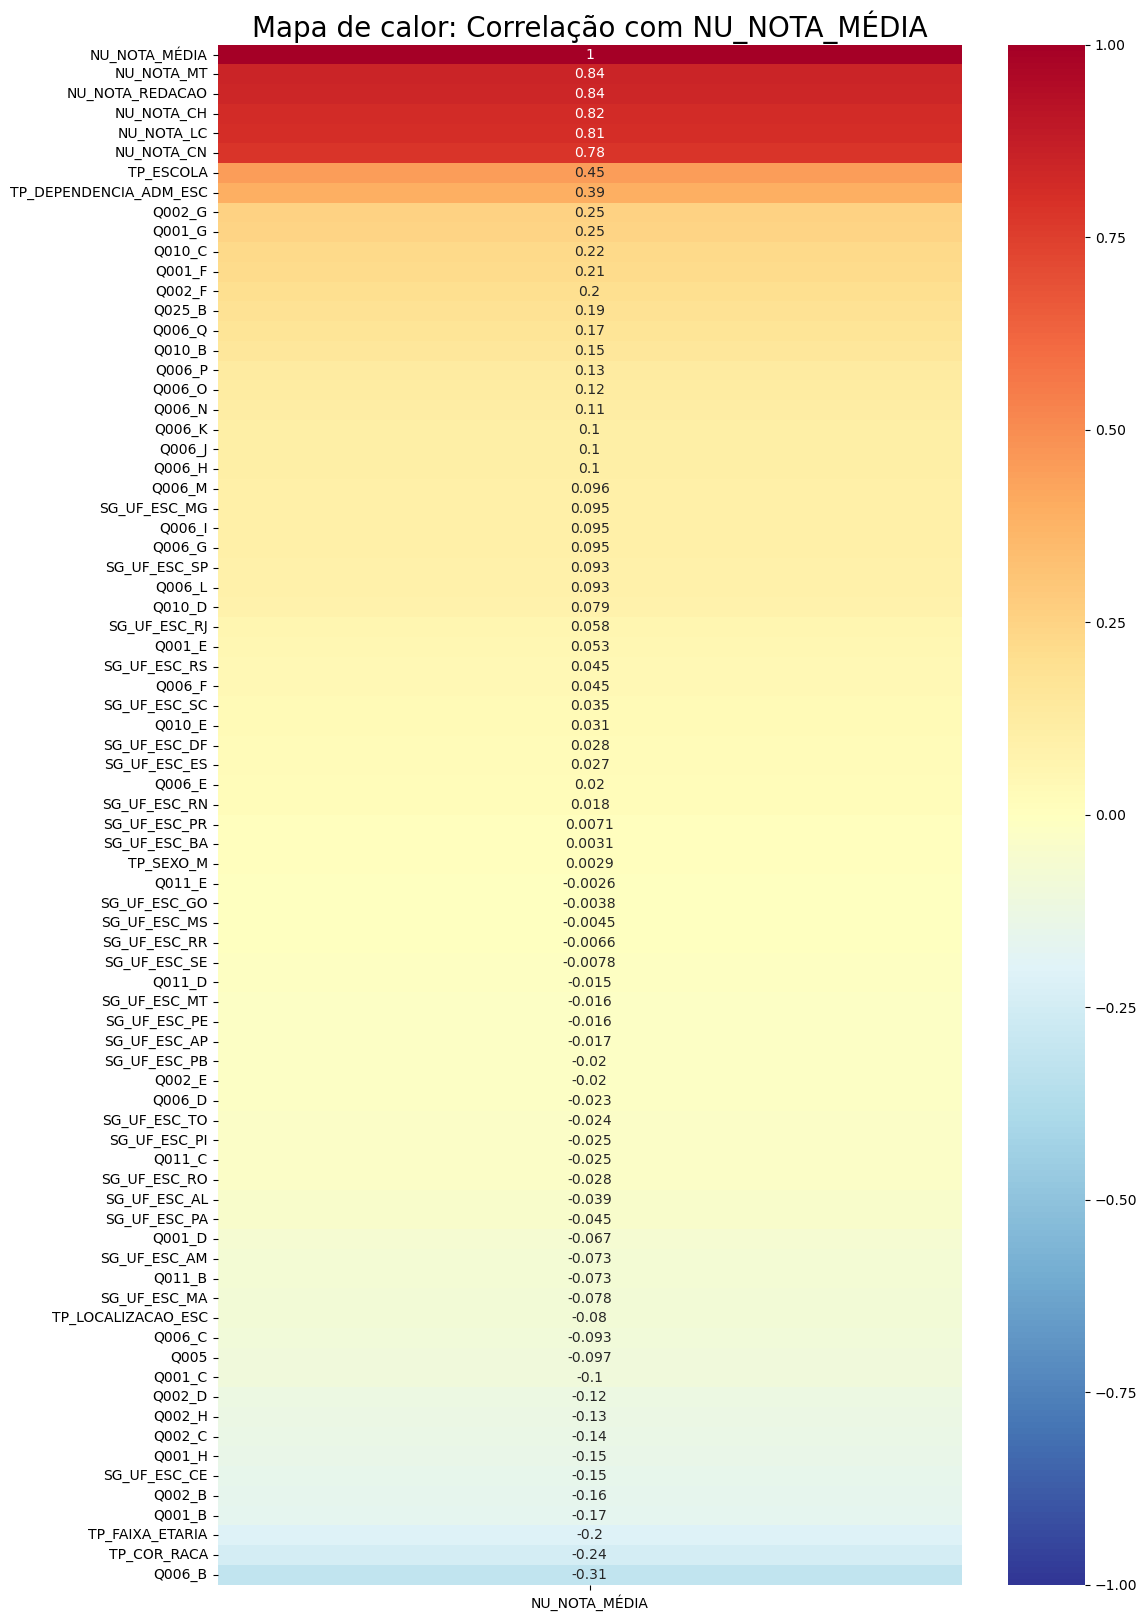 Mapa de calor: Correlação com NU_NOTA_MÉDIA
NU_NOTA_MÉDIA 1
NU_NOTA_MT 0.84
NU_NOTA_REDACAO 0.84
NU_NOTA_CH 0.82
NU_NOTA_LC 0.81
NU_NOTA_CN 0.78
TP_ESCOLA 0.45
TP_DEPENDENCIA_ADM_ESC 0.39
Q002_G 0.25
Q001_G 0.25
Q010_C 0.22
Q001_F 0.21
Q002_F 0.2
Q025_B 0.19
Q006_Q 0.17
Q010_B 0.15
Q006_P 0.13
Q006_O 0.12
Q006_N 0.11
Q006_K 0.1
Q006_J 0.1
Q006_H 0.1
Q006_M 0.096
SG_UF_ESC_MG 0.095
Q006_I 0.095
Q006_G 0.095
SG_UF_ESC_SP 0.093
Q006_L 0.093
Q010_D 0.079
SG_UF_ESC_RJ 0.058
Q001_E 0.053
SG_UF_ESC_RS 0.045
Q006_F 0.045
SG_UF_ESC_SC 0.035
Q010_E 0.031
SG_UF_ESC_DF 0.028
SG_UF_ESC_ES 0.027
Q006_E 0.02
SG_UF_ESC_RN 0.018
SG_UF_ESC_PR 0.0071
SG_UF_ESC_BA 0.0031
TP_SEXO_M 0.0029
Q011_E -0.0026
SG_UF_ESC_GO -0.0038
SG_UF_ESC_MS -0.0045
SG_UF_ESC_RR -0.0066
SG_UF_ESC_SE -0.0078
Q011_D -0.015
SG_UF_ESC_MT -0.016
SG_UF_ESC_PE -0.016
SG_UF_ESC_AP -0.017
SG_UF_ESC_PB -0.02
Q002_E -0.02
Q006_D -0.023
SG_UF_ESC_TO -0.024
SG_UF_ESC_PI -0.025
Q011_C -0.025
SG_UF_ESC_RO -0.028
SG_UF_ESC_AL -0.039
SG_UF_ESC_PA -0.045
Q001_D -0.067
SG_UF_ESC_AM -0.073
Q011_B -0.073
SG_UF_ESC_MA -0.078
TP_LOCALIZACAO_ESC -0.08
Q006_C -0.093
Q005 -0.097
Q001_C -0.1
Q002_D -0.12
Q002_H -0.13
Q002_C -0.14
Q001_H -0.15
SG_UF_ESC_CE -0.15
Q002_B -0.16
Q001_B -0.17
TP_FAIXA_ETARIA -0.2
TP_COR_RACA -0.24
Q006_B -0.31
NU_NOTA_MÉDIA
1.00
0.75
0.50
0.25
0.00
−0.25
−0.50
−0.75
−1.00